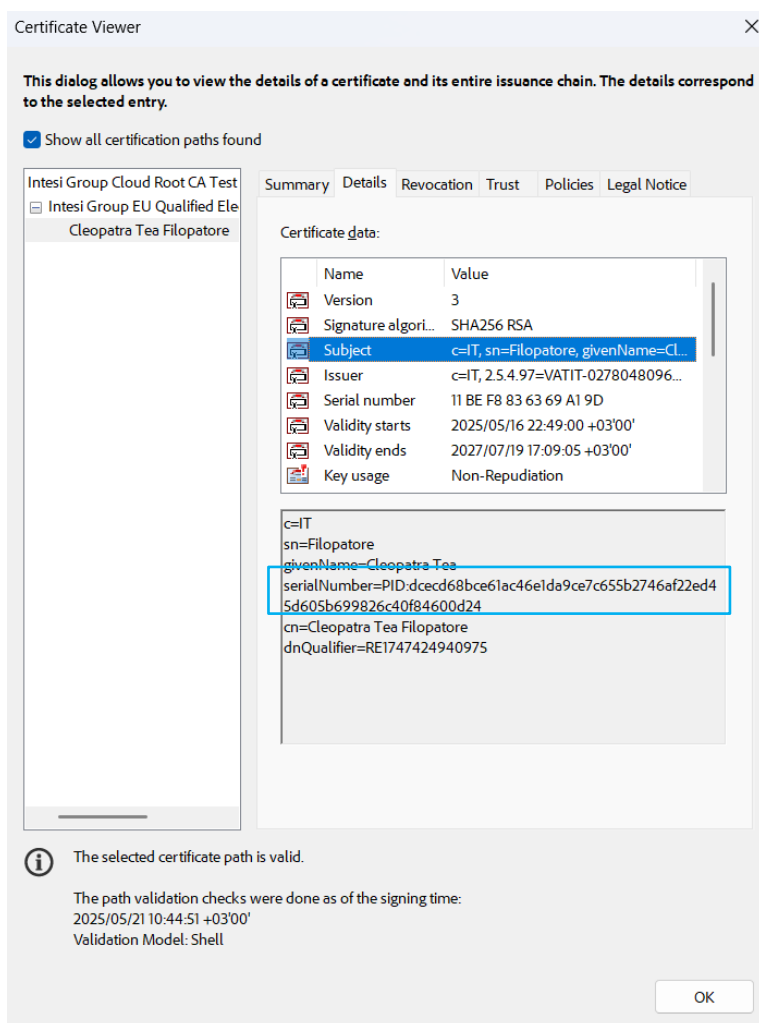 Certificate Viewer
This dialog allows you to view the details of a certificate and its entire issuance chain. The details correspond
to the selected entry.
Show all certification paths found
Intesi Group Cloud Root CA Test
Intesi Group EU Qualified Ele
Cleopatra Tea Filopatore
Summary Details Revocation Trust Policies Legal Notice
Certificate data:
Name Value
Version 3
Signature algori... SHA256 RSA
Subject c=IT, sn=Filopatore, givenName=Cl...
Issuer c=IT, 2.5.4.97=VATIT-0278048096...
Serial number 11 BE F8 83 63 69 A1 9D
Validity starts 2025/05/16 22:49:00 +03'00'
Validity ends 2027/07/19 17:09:05 +03'00'
Key usage Non-Repudiation
c=IT
sn=Filopatore
givenName=Cleopatra Tea
serialNumber=PID:dcecd68bce61ac46e1da9ce7c655b2746af22ed4
5d605b699826c40f84600d24
cn=Cleopatra Tea Filopatore
dnQualifier=RE1747424940975
The selected certificate path is valid.
The path validation checks were done as of the signing time:
2025/05/21 10:44:51 +03'00'
Validation Model: Shell
OK